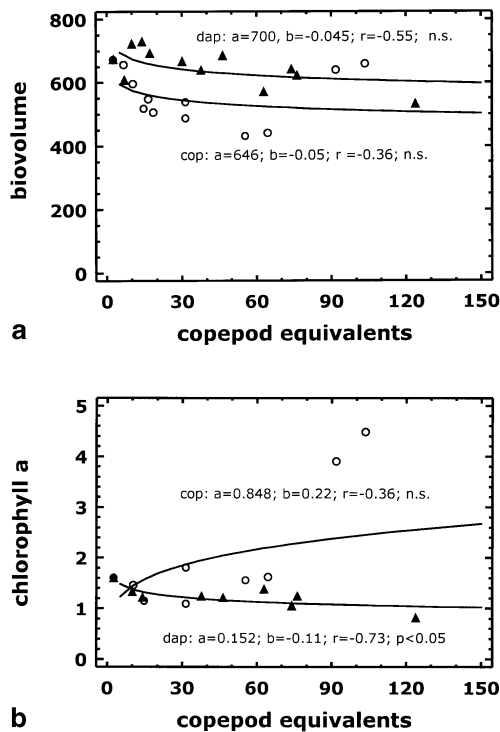 800
dap: a=700, b=-0.045; r=-0.55; n.s.
600
biovolume
400
cop: a=646; b=-0.05; r =-0.36; n.s.
200
0
0 30 60 90 120 150
a
copepod equivalents
5
4
chlorophyll a
3
cop: a=0.848; b=0.22; r=-0.36; n.s.
2
1
dap: a=0.152; b=-0.11; r=-0.73; p<0.05
0
0 30 60 90 120 150
b
copepod equivalents